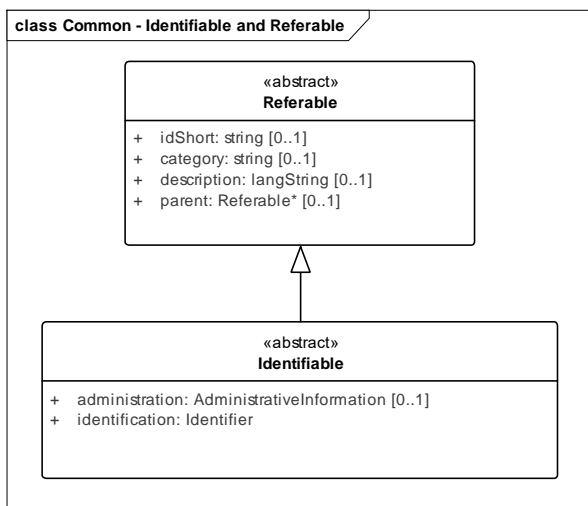 class Common - Identifiable and Referable
«abstract»
Referable
+ idShort: string [0..1]
+ category: string [0..1]
+ description: langString [0..1]
+ parent: Referable* [0..1]
«abstract»
Identifiable
+ administration: AdministrativeInformation [0..1]
+ identification: Identifier